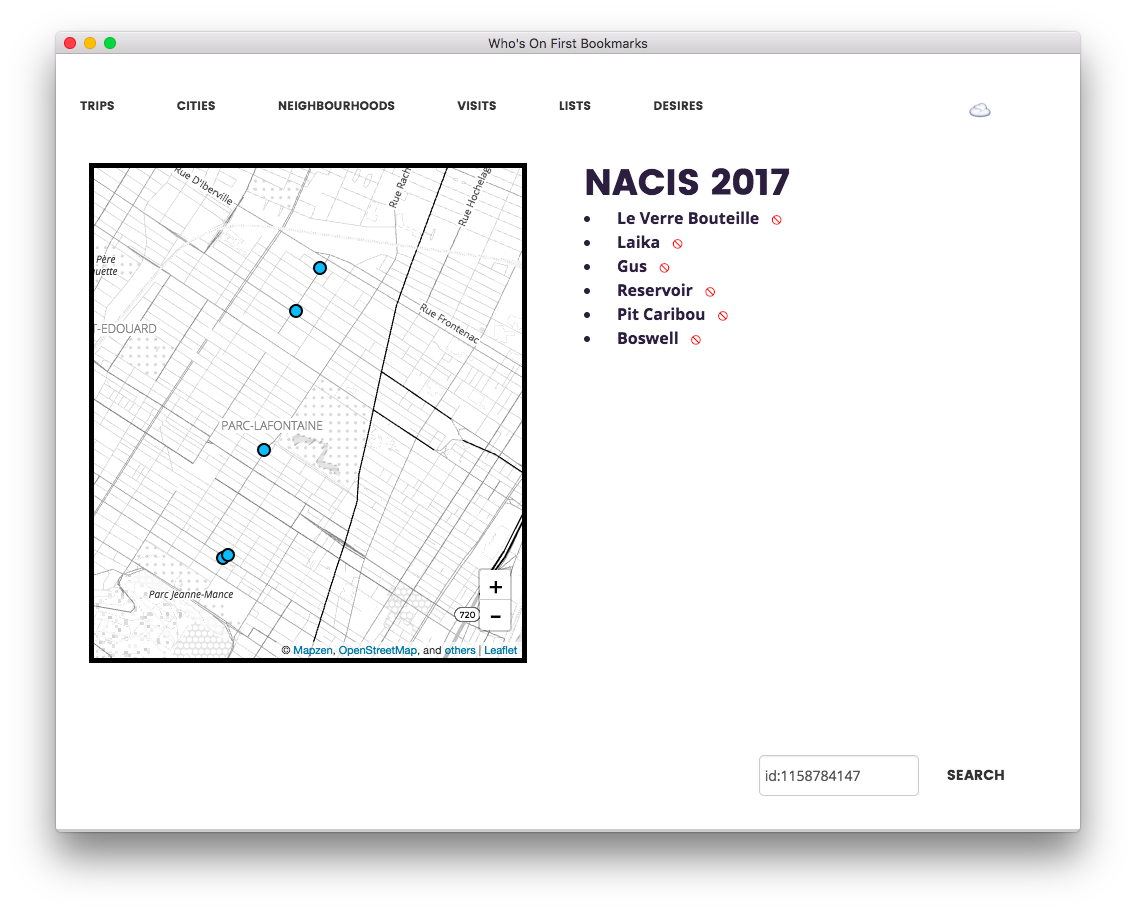 Who's On First Bookmarks
TRIPS CITIES NEIGHBOURHOODS VISITS LISTS DESIRES
Rue D'Iberville
Rue Rach
Rue Hochelag
Père
uette
Rue Frontenac
T-EDOUARD
PARC-LAFONTAINE
Parc Jeanne-Mance
720
+
−
© Mapzen, OpenStreetMap, and others | Leaflet
NACIS 2017
• Le Verre Bouteille
• Laika
• Gus
• Reservoir
• Pit Caribou
• Boswell
id:1158784147 SEARCH